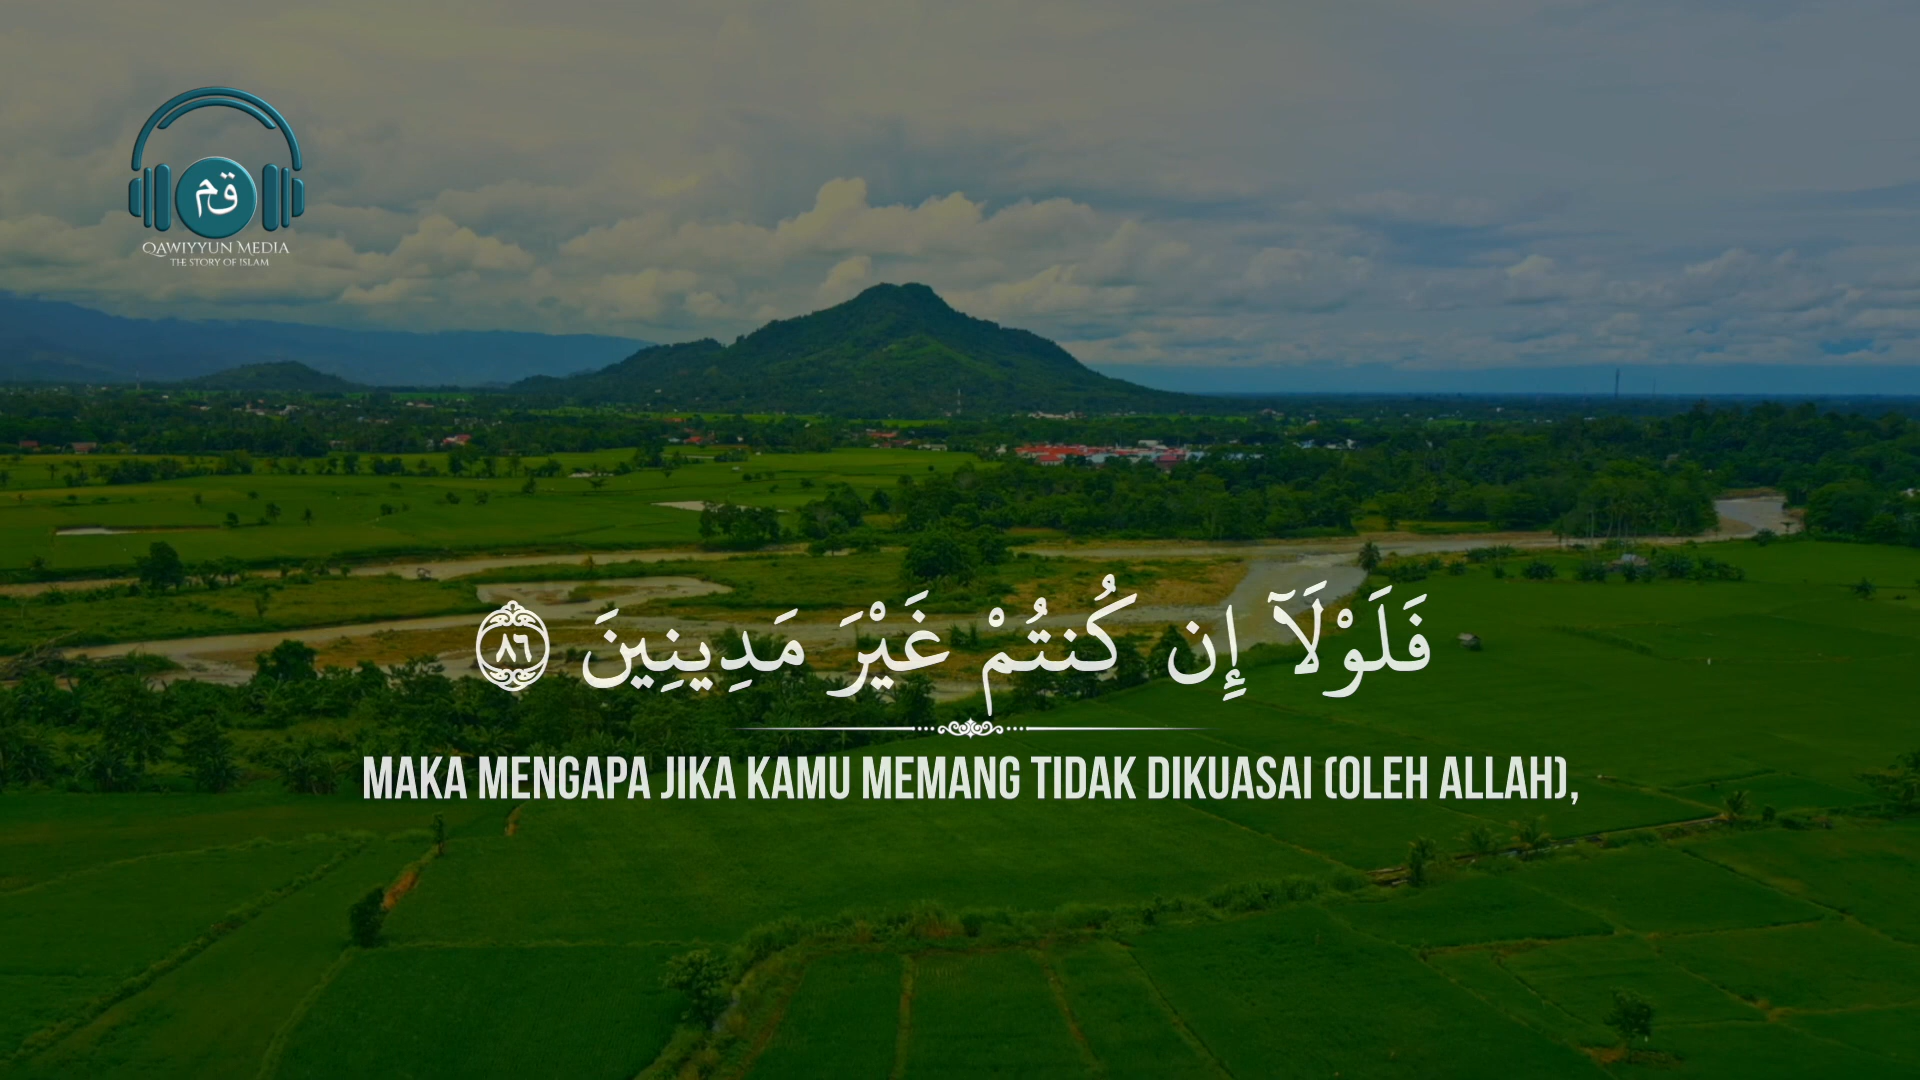 قم
QAWIYYUN MEDIA
THE STORY OF ISLAM
فَلَوْلَآ إِن كُنتُمْ غَيْرَ مَدِينِينَ ٨٦
MAKA MENGAPA JIKA KAMU MEMANG TIDAK DIKUASAI (OLEH ALLAH),